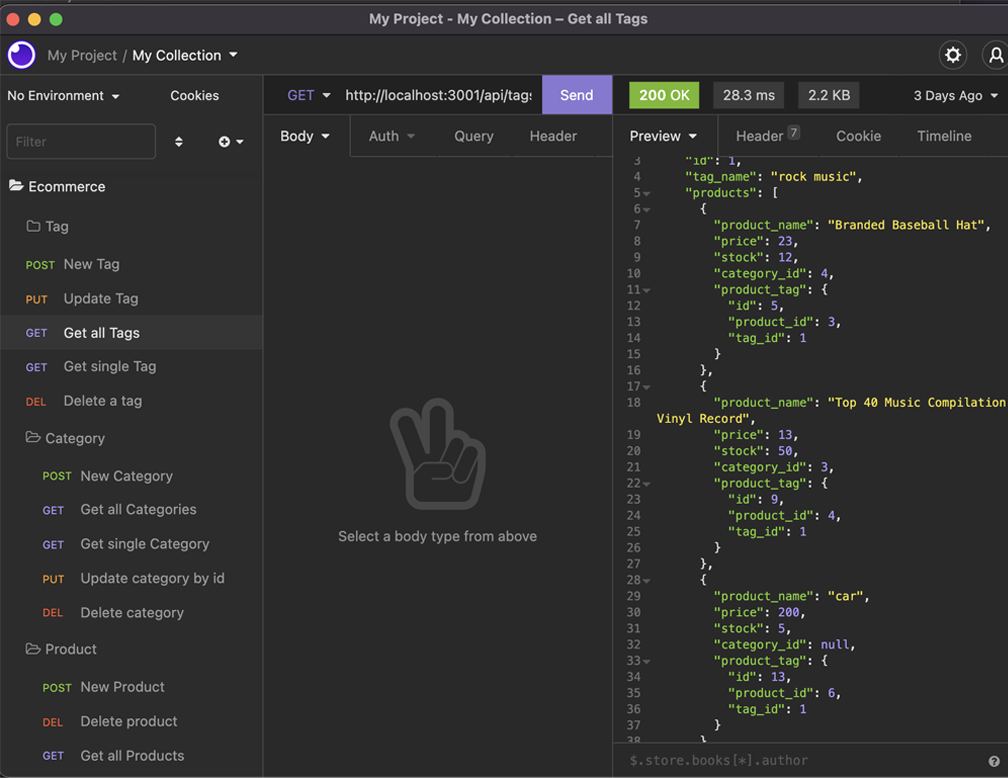 My Project - My Collection – Get all Tags
My Project / My Collection
No Environment
Cookies
Filter
Ecommerce
Tag
POST New Tag
PUT Update Tag
GET Get all Tags
GET Get single Tag
DEL Delete a tag
Category
POST New Category
GET Get all Categories
GET Get single Category
PUT Update category by id
DEL Delete category
Product
POST New Product
DEL Delete product
GET Get all Products
GET http://localhost:3001/api/tags Send
Body Auth Query Header
Select a body type from above
200 OK 28.3 ms 2.2 KB 3 Days Ago
Preview Header 7 Cookie Timeline
3 "id": 1,
4 "tag_name": "rock music",
5 "products": [
6 {
7 "product_name": "Branded Baseball Hat",
8 "price": 23,
9 "stock": 12,
10 "category_id": 4,
11 "product_tag": {
12 "id": 5,
13 "product_id": 3,
14 "tag_id": 1
15 }
16 },
17 {
18 "product_name": "Top 40 Music Compilation
Vinyl Record",
19 "price": 13,
20 "stock": 50,
21 "category_id": 3,
22 "product_tag": {
23 "id": 9,
24 "product_id": 4,
25 "tag_id": 1
26 }
27 },
28 {
29 "product_name": "car",
30 "price": 200,
31 "stock": 5,
32 "category_id": null,
33 "product_tag": {
34 "id": 13,
35 "product_id": 6,
36 "tag_id": 1
37 }
38 }
$.store.books[*].author